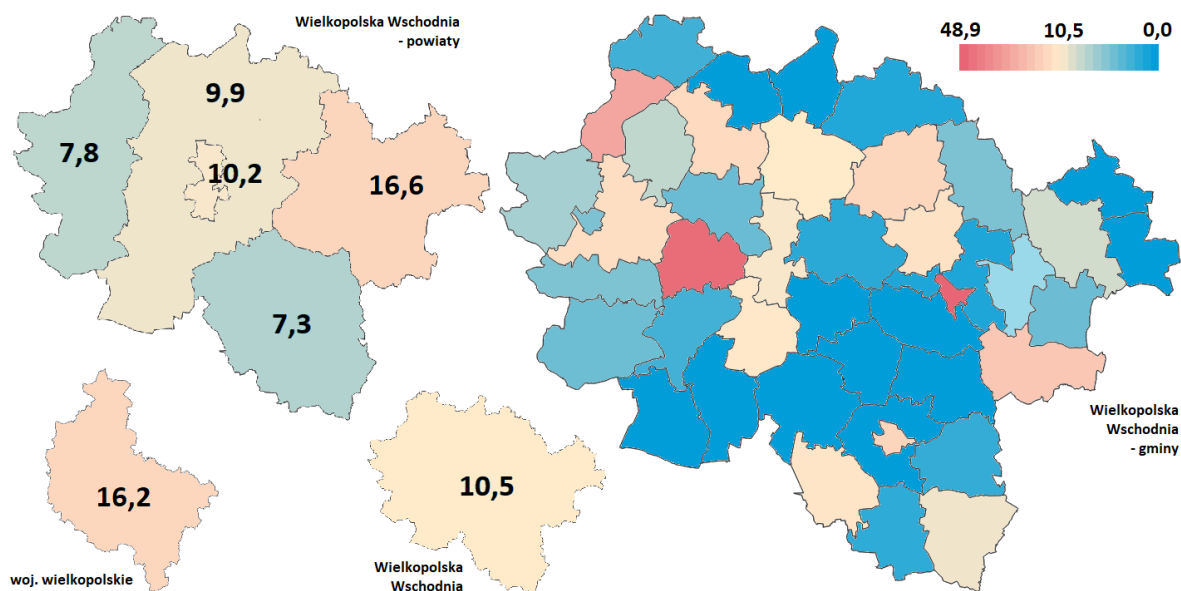 Wielkopolska Wschodnia
- powiaty
48,9 10,5 0,0
9,9
7,8
10,2
16,6
7,3
Wielkopolska
Wschodnia
- gminy
16,2
10,5
woj. wielkopolskie
Wielkopolska
Wschodnia